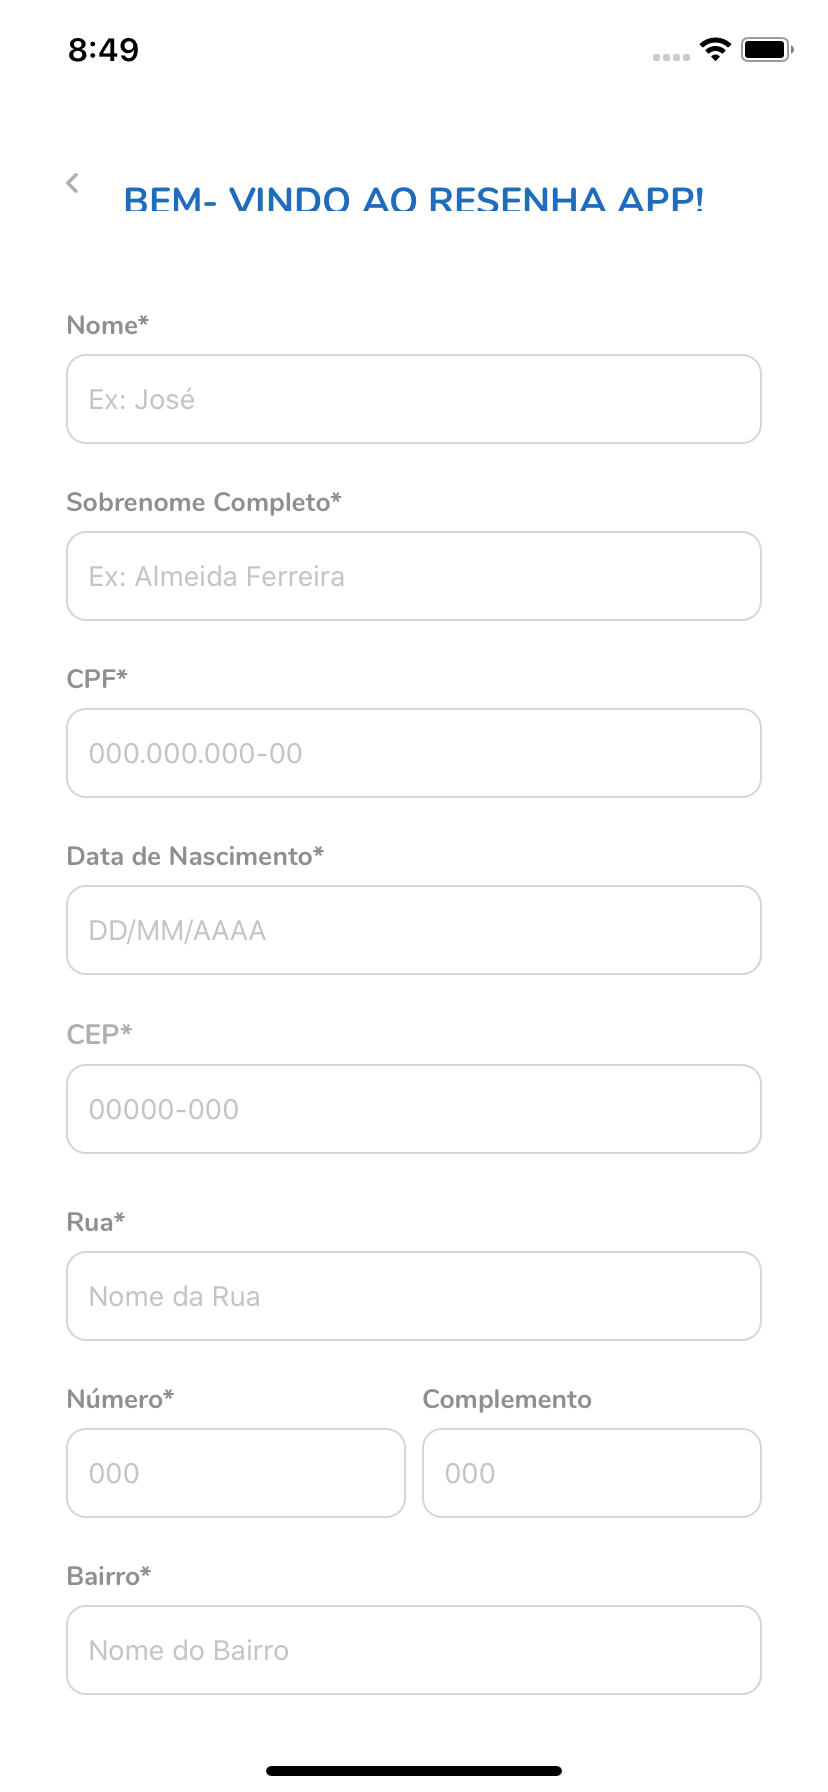 8:49
BEM- VINDO AO RESENHA APP!
Nome*
Ex: José
Sobrenome Completo*
Ex: Almeida Ferreira
CPF*
000.000.000-00
Data de Nascimento*
DD/MM/AAAA
CEP*
00000-000
Rua*
Nome da Rua
Número* Complemento
000 000
Bairro*
Nome do Bairro